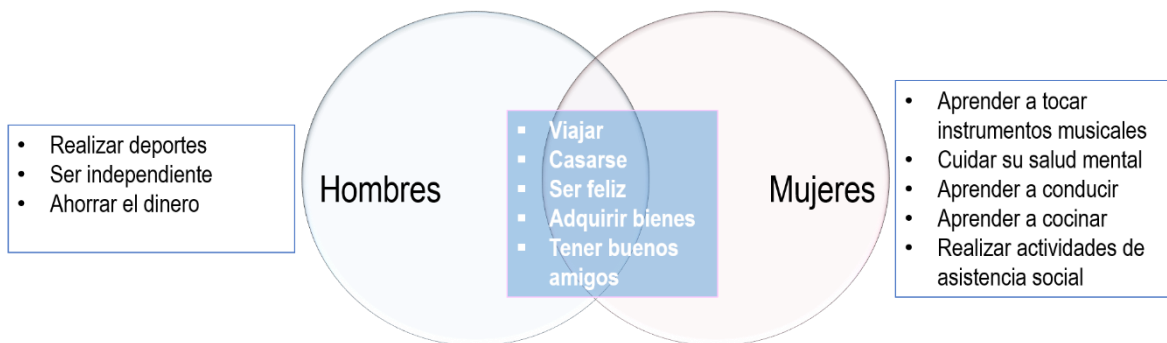 • Realizar deportes
• Ser independiente
• Ahorrar el dinero
Hombres
▪ Viajar
▪ Casarse
▪ Ser feliz
▪ Adquirir bienes
▪ Tener buenos
amigos
Mujeres
• Aprender a tocar
instrumentos musicales
• Cuidar su salud mental
• Aprender a conducir
• Aprender a cocinar
• Realizar actividades de
asistencia social